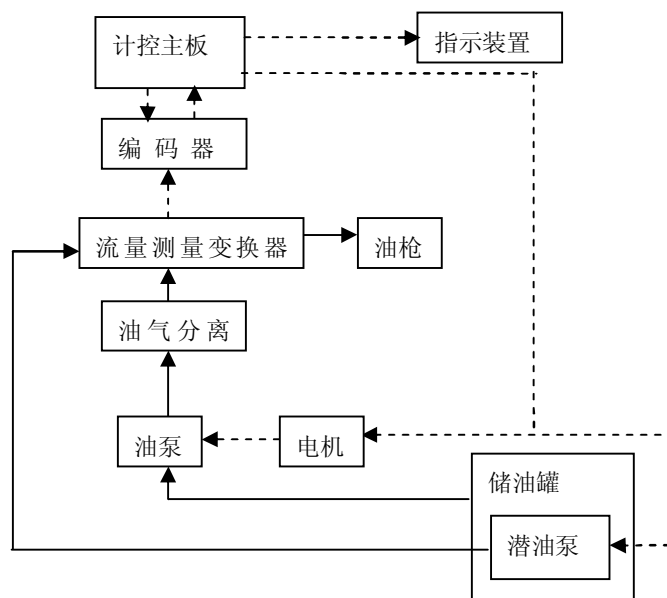 计控主板
指示装置
编码器
流量测量变换器
油枪
油气分离
油泵
电机
储油罐
潜油泵